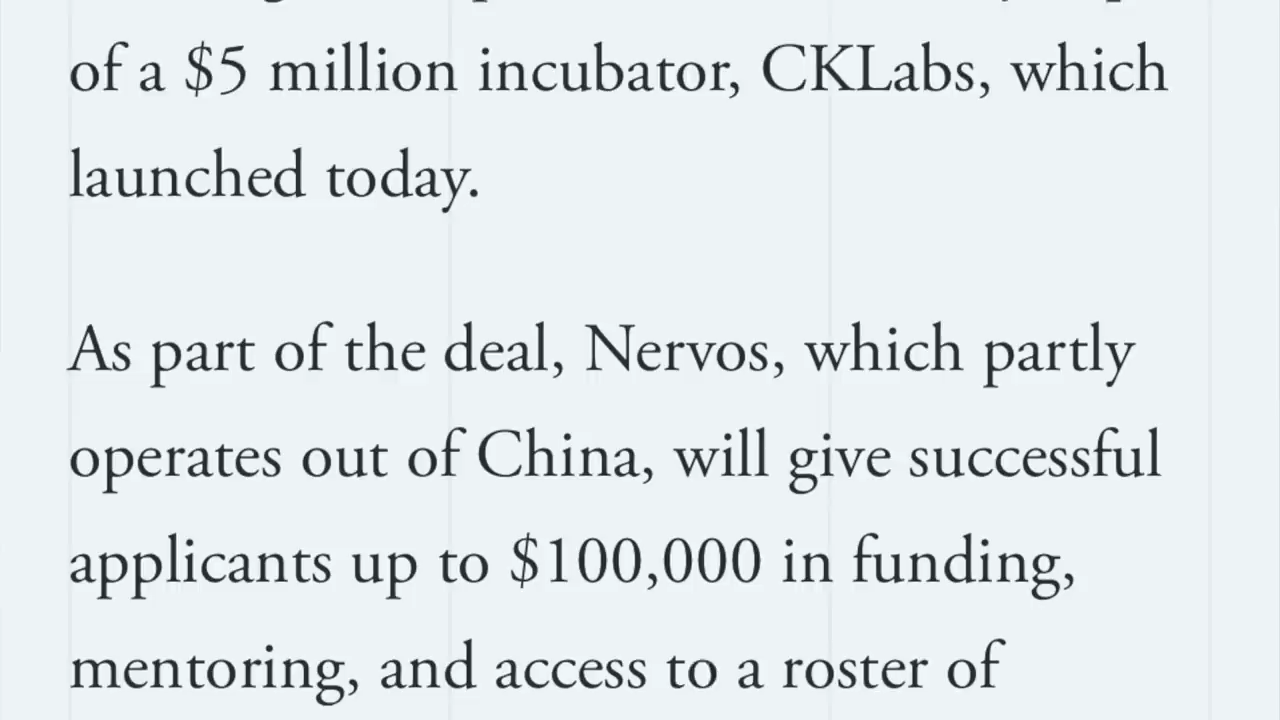 of a $5 million incubator, CKLabs, which
launched today.
As part of the deal, Nervos, which partly
operates out of China, will give successful
applicants up to $100,000 in funding,
mentoring, and access to a roster of